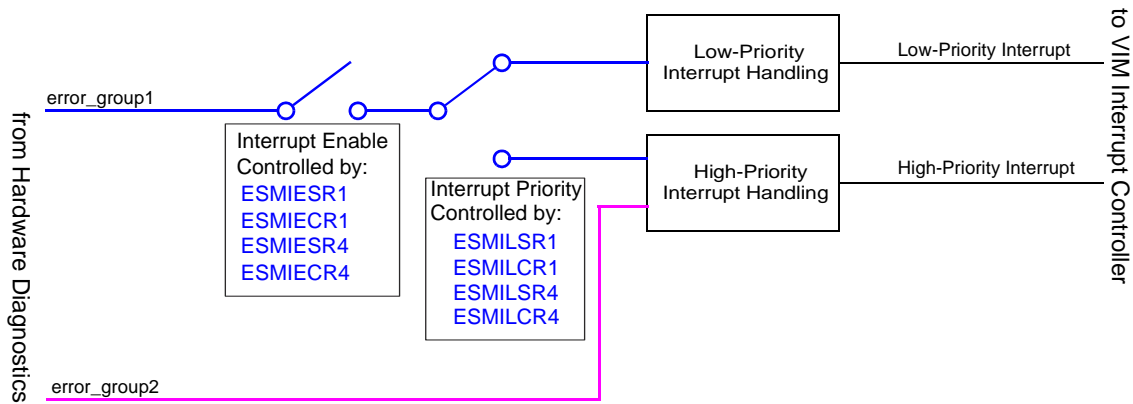 to VIM Interrupt Controller
Low-Priority
Interrupt Handling
Low-Priority Interrupt
error_group1
from Hardware Diagnostics
Interrupt Enable
Controlled by:
ESMIESR1
ESMIECR1
ESMIESR4
ESMIECR4
High-Priority
Interrupt Handling
High-Priority Interrupt
Interrupt Priority
Controlled by:
ESMILSR1
ESMILCR1
ESMILSR4
ESMILCR4
error_group2